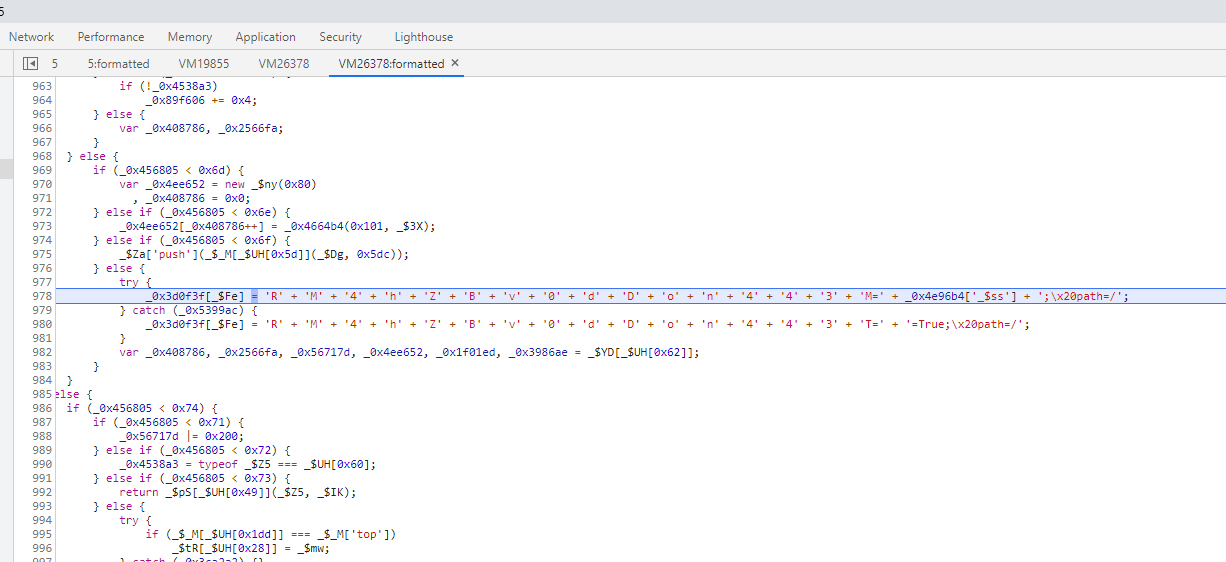 5
Network Performance Memory Application Security Lighthouse
5 5:formatted VM19855 VM26378 VM26378:formatted ×
963 if (!_0x4538a3)
964 _0x89f606 += 0x4;
965 } else {
966 var _0x408786, _0x2566fa;
967 }
968 } else {
969 if (_0x456805 < 0x6d) {
970 var _0x4ee652 = new _$ny(0x80)
971 , _0x408786 = 0x0;
972 } else if (_0x456805 < 0x6e) {
973 _0x4ee652[_0x408786++] = _0x4664b4(0x101, _$3X);
974 } else if (_0x456805 < 0x6f) {
975 _$Za['push'](_$_M[_$UH[0x5d]](_$Dg, 0x5dc));
976 } else {
977 try {
978 _0x3d0f3f[_$Fe] = 'R' + 'M' + '4' + 'h' + 'Z' + 'B' + 'v' + '0' + 'd' + 'D' + 'o' + 'n' + '4' + '4' + '3' + 'M=' + _0x4e96b4['_$ss'] + ';\x20path=/';
979 } catch (_0x5399ac) {
980 _0x3d0f3f[_$Fe] = 'R' + 'M' + '4' + 'h' + 'Z' + 'B' + 'v' + '0' + 'd' + 'D' + 'o' + 'n' + '4' + '4' + '3' + 'T=' + '=True;\x20path=/';
981 }
982 var _0x408786, _0x2566fa, _0x56717d, _0x4ee652, _0x1f01ed, _0x3986ae = _$YD[_$UH[0x62]];
983 }
984 }
985 else {
986 if (_0x456805 < 0x74) {
987 if (_0x456805 < 0x71) {
988 _0x56717d |= 0x200;
989 } else if (_0x456805 < 0x72) {
990 _0x4538a3 = typeof _$Z5 === _$UH[0x60];
991 } else if (_0x456805 < 0x73) {
992 return _$pS[_$UH[0x49]](_$Z5, _$IK);
993 } else {
994 try {
995 if (_$_M[_$UH[0x1dd]] === _$_M['top'])
996 _$tR[_$UH[0x28]] = _$mw;